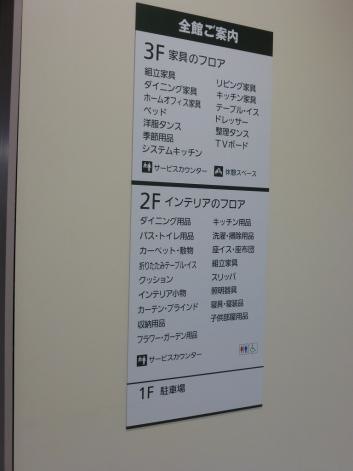 全館ご案内
3F 家具のフロア
組立家具
ダイニング家具
ホームオフィス家具
ベッド
洋服タンス
季節用品
システムキッチン
リビング家具
キッチン家具
テーブル・イス
ドレッサー
整理タンス
TVボード
サービスカウンター
休憩スペース
2F インテリアのフロア
ダイニング用品
バス・トイレ用品
カーペット・敷物
折りたたみテーブル・イス
クッション
インテリア小物
カーテン・ブラインド
収納用品
フラワー・ガーデン用品
キッチン用品
洗濯・掃除用品
座イス・座布団
組立家具
スリッパ
照明器具
寝具・寝装品
子供部屋用品
サービスカウンター
1F 駐車場